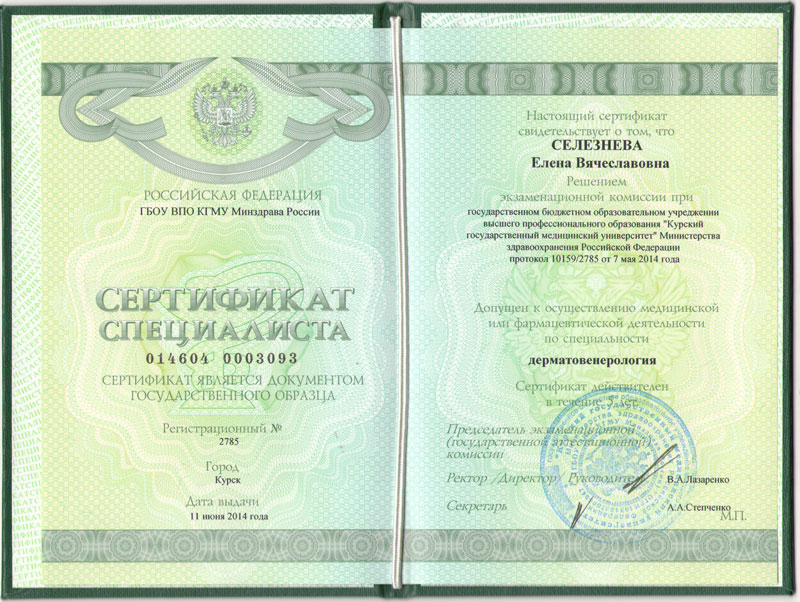 РОССИЙСКАЯ ФЕДЕРАЦИЯ
ГБОУ ВПО КГМУ Минздрава России
СЕРТИФИКАТ
СПЕЦИАЛИСТА
014604 0003093
СЕРТИФИКАТ ЯВЛЯЕТСЯ ДОКУМЕНТОМ
ГОСУДАРСТВЕННОГО ОБРАЗЦА
Регистрационный №
2785
Город
Курск
Дата выдачи
11 июня 2014 года
Настоящий сертификат
свидетельствует о том, что
СЕЛЕЗНЕВА
Елена Вячеславовна
Решением
экзаменационной комиссии при
государственном бюджетном образовательном учреждении
высшего профессионального образования "Курский
государственный медицинский университет" Министерства
здравоохранения Российской Федерации
протокол 10159/2785 от 7 мая 2014 года
Допущен к осуществлению медицинской
или фармацевтической деятельности
по специальности
дерматовенерология
Сертификат действителен
в течение 5 лет.
Председатель экзаменационной
(государственной аттестационной)
комиссии
Ректор /Директор/ Руководитель
В.А.Лазаренко
Секретарь
А.А.Степченко
М.П.